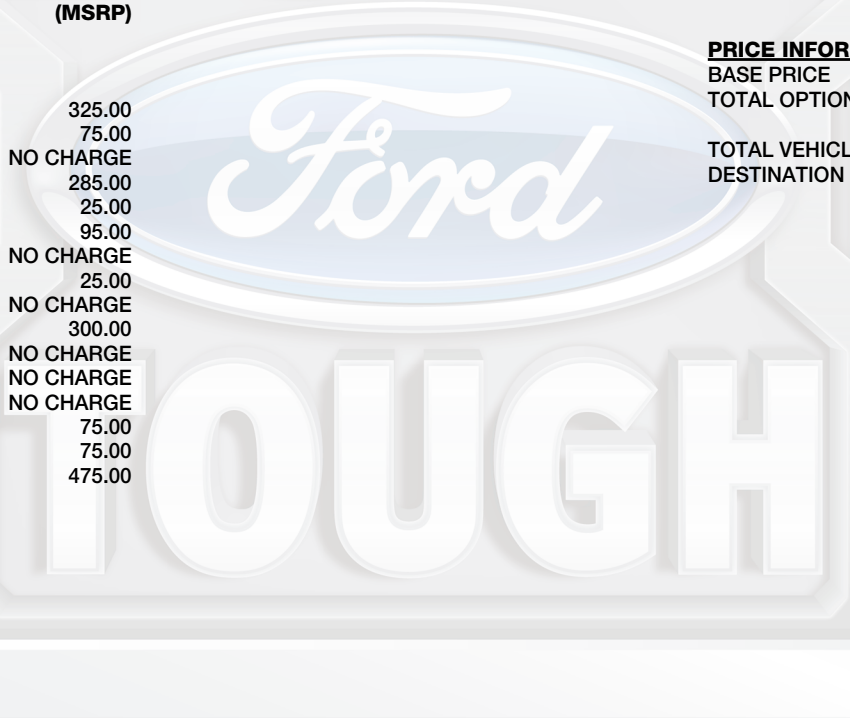 (MSRP)
325.00
75.00
NO CHARGE
285.00
25.00
95.00
NO CHARGE
25.00
NO CHARGE
300.00
NO CHARGE
NO CHARGE
NO CHARGE
75.00
75.00
475.00
PRICE INFOR
BASE PRICE
TOTAL OPTION
TOTAL VEHICL
DESTINATION
Ford
TOUGH